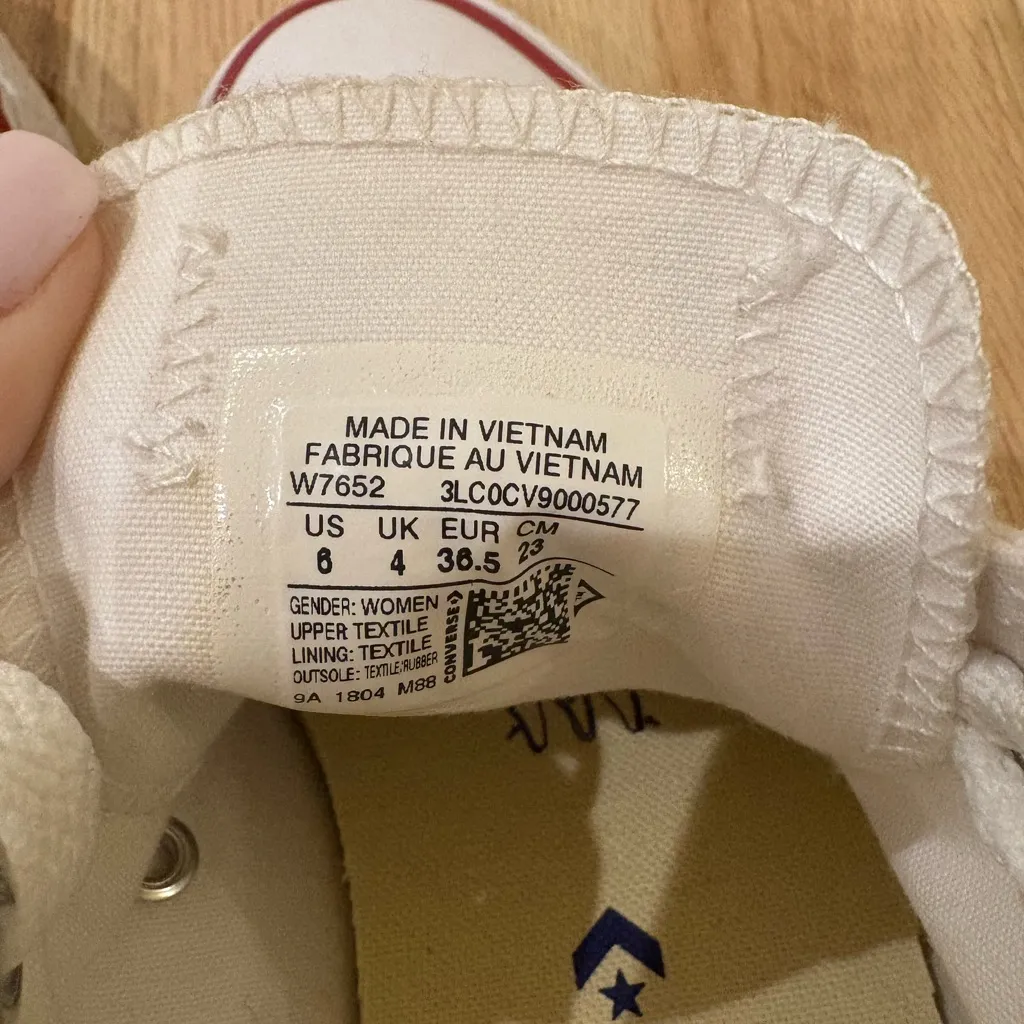 MADE IN VIETNAM
FABRIQUE AU VIETNAM
W7652 3LC0CV9000577
US UK EUR CM
6 4 36.5 23
GENDER: WOMEN
UPPER: TEXTILE
LINING: TEXTILE
OUTSOLE: TEXTILE/RUBBER
CONVERSE
9A 1804 M88